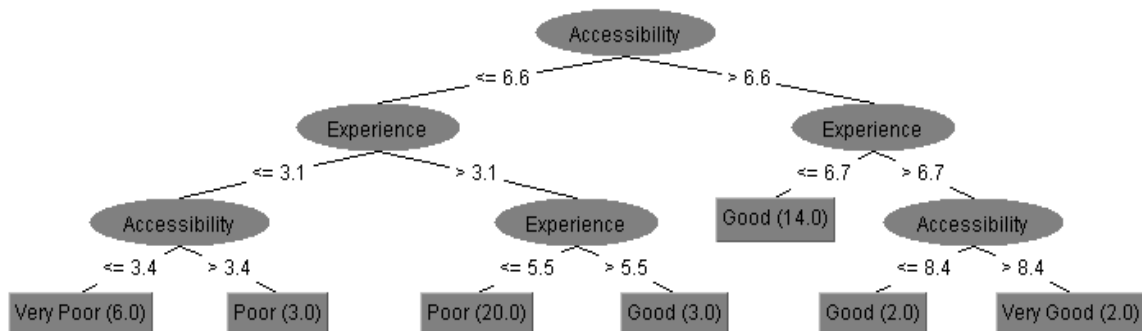 Accessibility
<= 6.6 > 6.6
Experience Experience
<= 3.1 > 3.1 <= 6.7 > 6.7
Accessibility Experience Good (14.0) Accessibility
<= 3.4 > 3.4 <= 5.5 > 5.5 <= 8.4 > 8.4
Very Poor (6.0) Poor (3.0) Poor (20.0) Good (3.0) Good (2.0) Very Good (2.0)